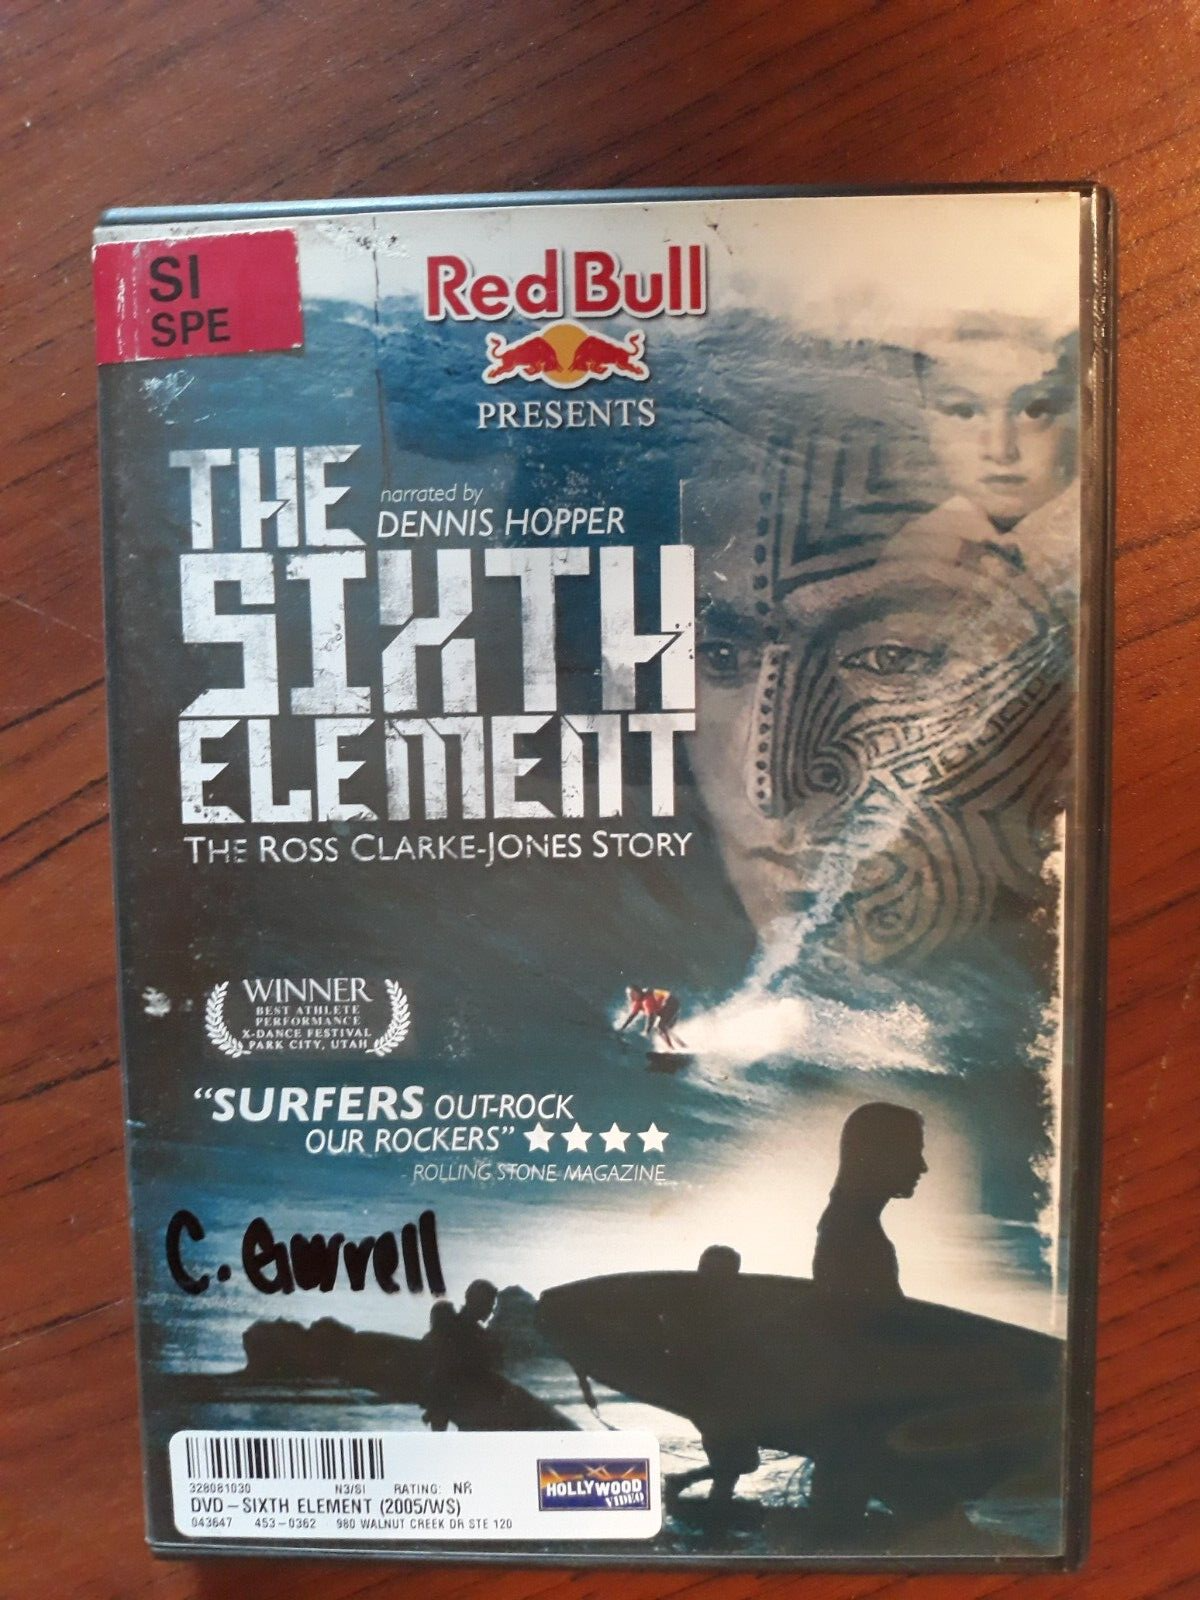 SI
SPE
Red Bull
PRESENTS
THE
narrated by
DENNIS HOPPER
SIXTH
ELEMENT
THE ROSS CLARKE-JONES STORY
WINNER
BEST ATHLETE
PERFORMANCE
X-DANCE FESTIVAL
PARK CITY, UTAH
"SURFERS OUT-ROCK
OUR ROCKERS" ★★★★
- ROLLING STONE MAGAZINE
C. Gurrell
328081030 N3/SI RATING: NR
DVD-SIXTH ELEMENT (2005/WS)
043647 453-0362 980 WALNUT CREEK DR STE 120
HOLLYWOOD
VIDEO